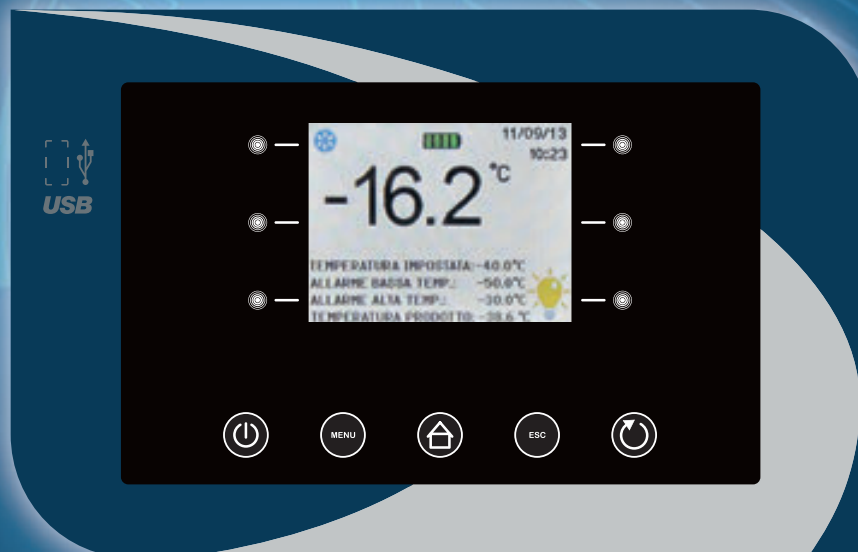 USB
11/09/13
10:23
-16.2 °C
TEMPERATURA IMPOSTATA: -40.0°C
ALLARME BASSA TEMP.: -50.0°C
ALLARME ALTA TEMP.: -30.0°C
TEMPERATURA PRODOTTO: -38.6 °C
MENU
ESC